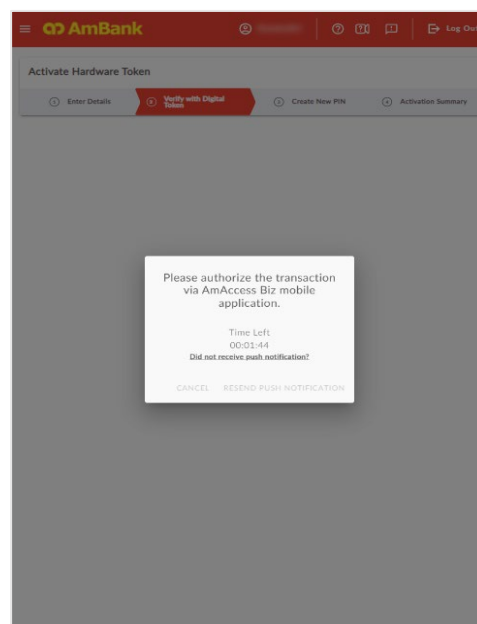 AmBank
Log Out
Activate Hardware Token
Enter Details
Verify with Digital
Token
Create New PIN
Activation Summary
Please authorize the transaction
via AmAccess Biz mobile
application.
Time Left
00:01:44
Did not receive push notification?
CANCEL RESEND PUSH NOTIFICATION